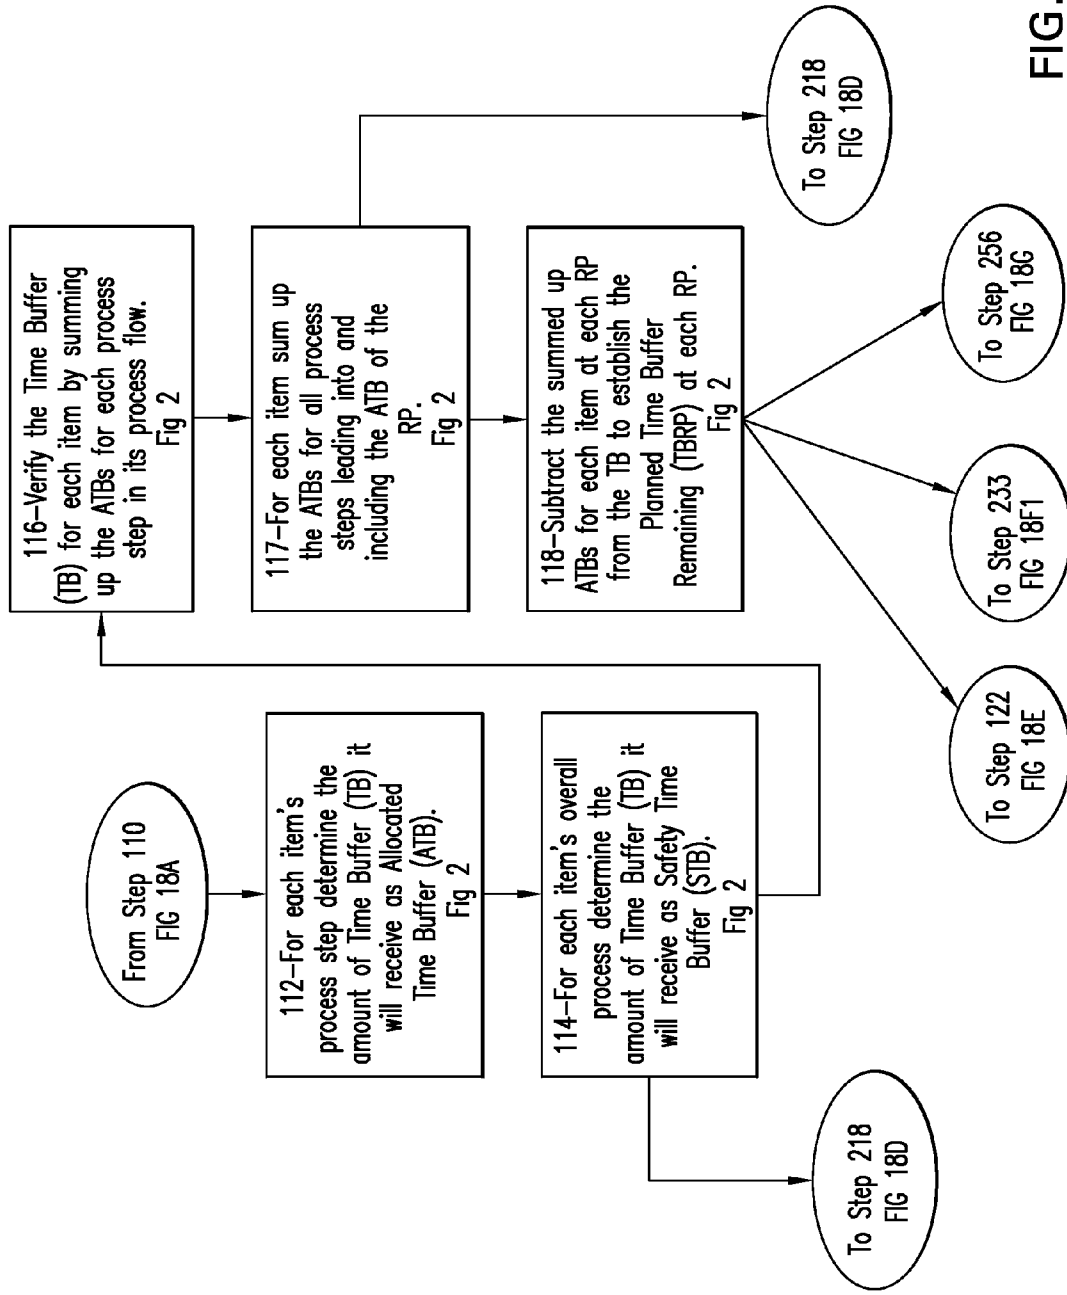 From Step 110
FIG 18A
112–For each item's
process step determine the
amount of Time Buffer (TB) it
will receive as Allocated
Time Buffer (ATB).
Fig 2
114–For each item's overall
process determine the
amount of Time Buffer (TB) it
will receive as Safety Time
Buffer (STB).
Fig 2
To Step 218
FIG 18D
116–Verify the Time Buffer
(TB) for each item by summing
up the ATBs for each process
step in its process flow.
Fig 2
117–For each item sum up
the ATBs for all process
steps leading into and
including the ATB of the
RP.
Fig 2
118–Subtract the summed up
ATBs for each item at each RP
from the TB to establish the
Planned Time Buffer
Remaining (TBRP) at each RP.
Fig 2
To Step 218
FIG 18D
To Step 122
FIG 18E
To Step 233
FIG 18F1
To Step 256
FIG 18G
FIG.